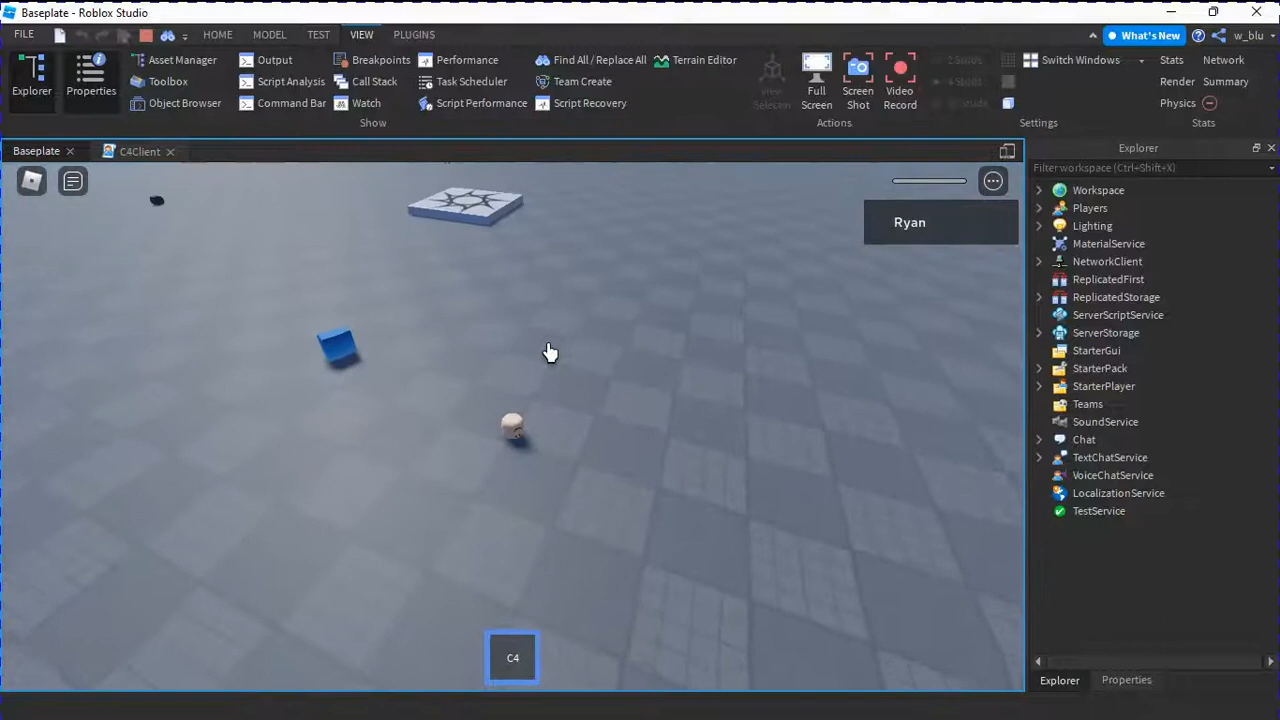 Baseplate - Roblox Studio
FILE HOME MODEL TEST VIEW PLUGINS What's New w_blu
Explorer
Properties
Asset Manager
Toolbox
Object Browser
Output
Script Analysis
Command Bar
Breakpoints
Call Stack
Watch
Show
Performance
Task Scheduler
Script Performance
Find All / Replace All
Team Create
Script Recovery
Terrain Editor
View
Full
Screen
Screen
Shot
Video
Record
Actions
Switch Windows
Settings
Stats Network
Render Summary
Physics
Stats
Baseplate
C4Client
Ryan
C4
Explorer
Filter workspace (Ctrl+Shift+X)
Workspace
Players
Lighting
MaterialService
NetworkClient
ReplicatedFirst
ReplicatedStorage
ServerScriptService
ServerStorage
StarterGui
StarterPack
StarterPlayer
Teams
SoundService
Chat
TextChatService
VoiceChatService
LocalizationService
TestService
Explorer Properties